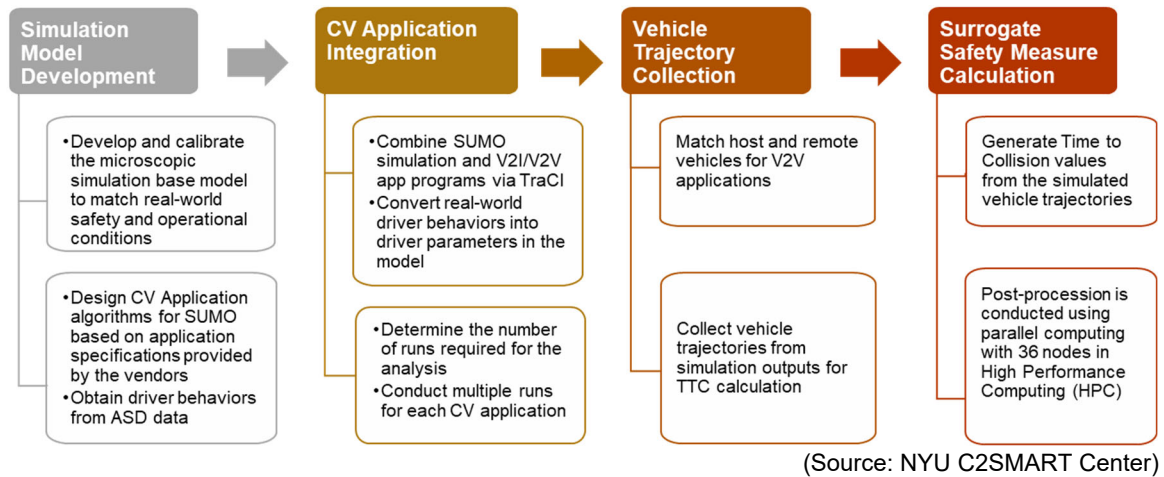 Simulation
Model
Development
•Develop and calibrate
the microscopic
simulation base model
to match real-world
safety and operational
conditions
•Design CV Application
algorithms for SUMO
based on application
specifications provided
by the vendors
•Obtain driver behaviors
from ASD data
CV Application
Integration
•Combine SUMO
simulation and V2I/V2V
app programs via TraCI
•Convert real-world
driver behaviors into
driver parameters in the
model
•Determine the number
of runs required for the
analysis
•Conduct multiple runs
for each CV application
Vehicle
Trajectory
Collection
Match host and remote
vehicles for V2V
applications
Collect vehicle
trajectories from
simulation outputs for
TTC calculation
Surrogate
Safety Measure
Calculation
Generate Time to
Collision values
from the simulated
vehicle trajectories
Post-procession is
conducted using
parallel computing
with 36 nodes in
High Performance
Computing (HPC)
(Source: NYU C2SMART Center)